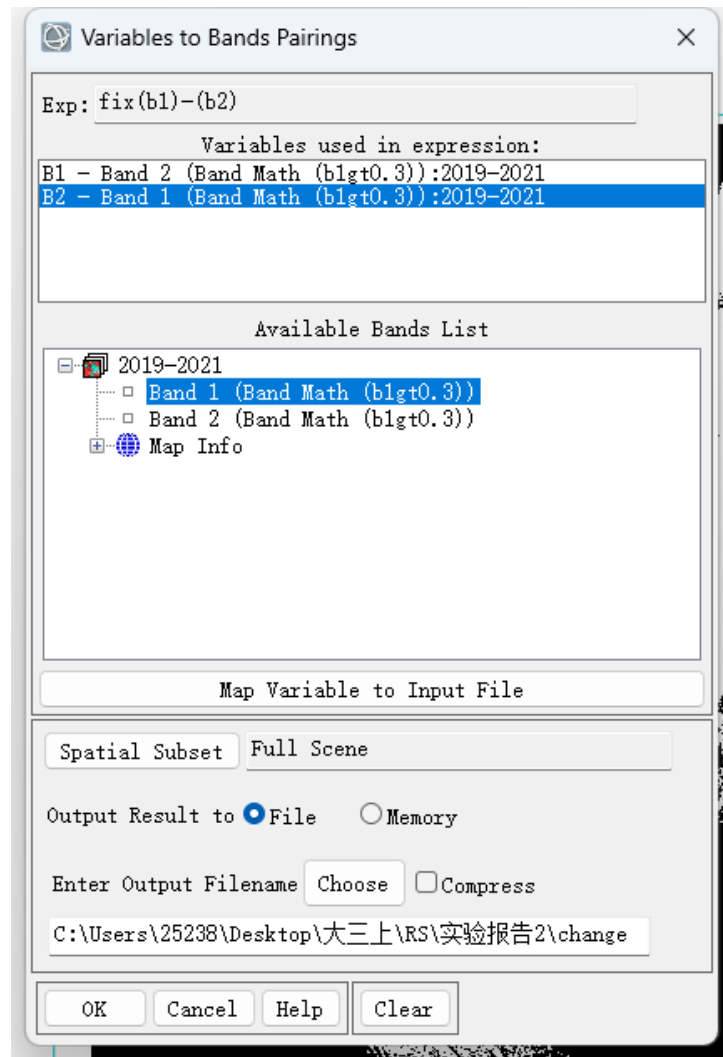 Variables to Bands Pairings
Exp: fix(b1)-(b2)
Variables used in expression:
B1 - Band 2 (Band Math (b1gt0.3)):2019-2021
B2 - Band 1 (Band Math (b1gt0.3)):2019-2021
Available Bands List
2019-2021
Band 1 (Band Math (b1gt0.3))
Band 2 (Band Math (b1gt0.3))
Map Info
Map Variable to Input File
Spatial Subset Full Scene
Output Result to File Memory
Enter Output Filename Choose Compress
C:\Users\25238\Desktop\大三上\RS\实验报告2\change
OK Cancel Help Clear